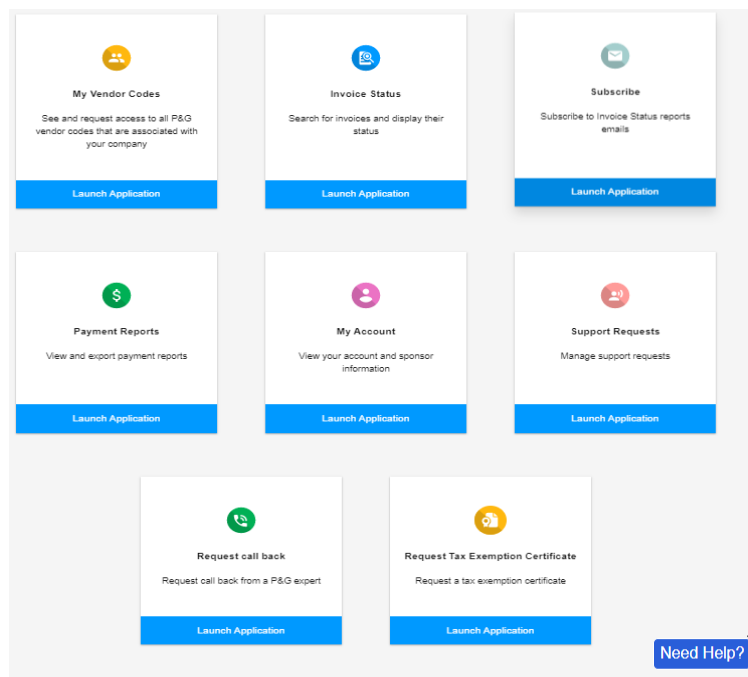 My Vendor Codes
See and request access to all P&G
vendor codes that are associated with
your company
Launch Application
Invoice Status
Search for invoices and display their
status
Launch Application
Subscribe
Subscribe to Invoice Status reports
emails
Launch Application
Payment Reports
View and export payment reports
Launch Application
My Account
View your account and sponsor
information
Launch Application
Support Requests
Manage support requests
Launch Application
Request call back
Request call back from a P&G expert
Launch Application
Request Tax Exemption Certificate
Request a tax exemption certificate
Launch Application
Need Help?